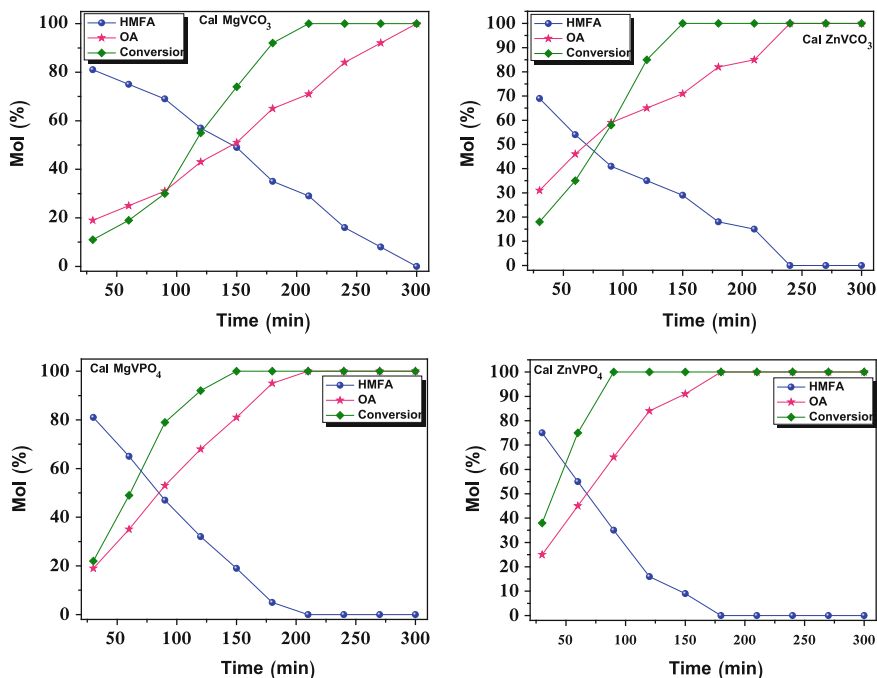 Cal MgVCO₃
HMFA
OA
Conversion
100
80
60
40
20
0
Mol (%)
50 100 150 200 250 300
Time (min)
Cal ZnVCO₃
HMFA
OA
Conversion
100
90
80
70
60
50
40
30
20
10
0
Mol (%)
50 100 150 200 250 300
Time (min)
Cal MgVPO₄
HMFA
OA
Conversion
100
80
60
40
20
0
Mol (%)
50 100 150 200 250 300
Time (min)
Cal ZnVPO₄
HMFA
OA
Conversion
100
90
80
70
60
50
40
30
20
10
0
Mol (%)
50 100 150 200 250 300
Time (min)